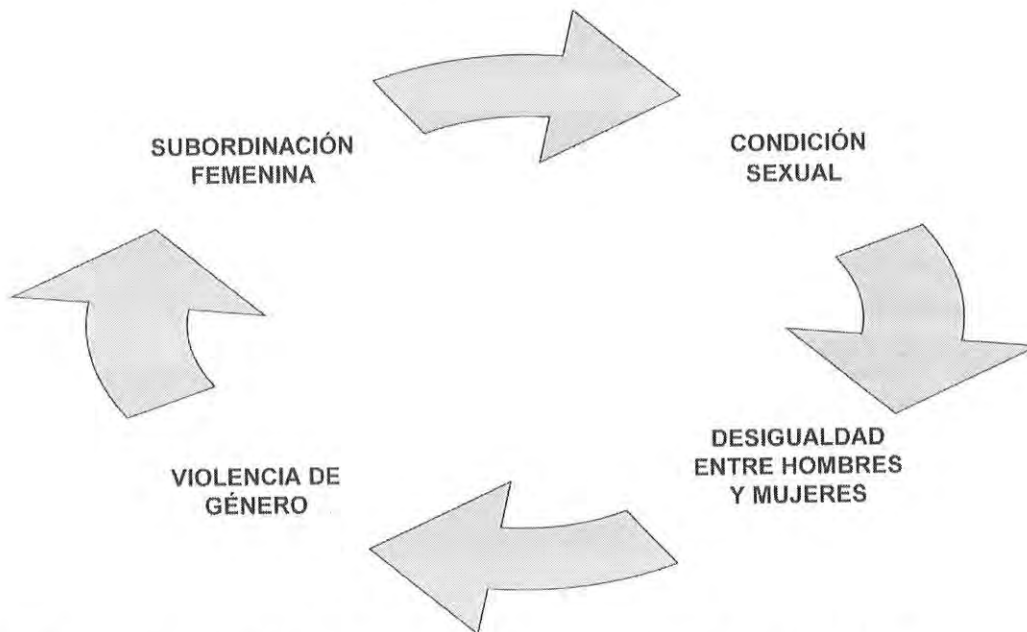 SUBORDINACIÓN
FEMENINA
CONDICIÓN
SEXUAL
DESIGUALDAD
ENTRE HOMBRES
Y MUJERES
VIOLENCIA DE
GÉNERO